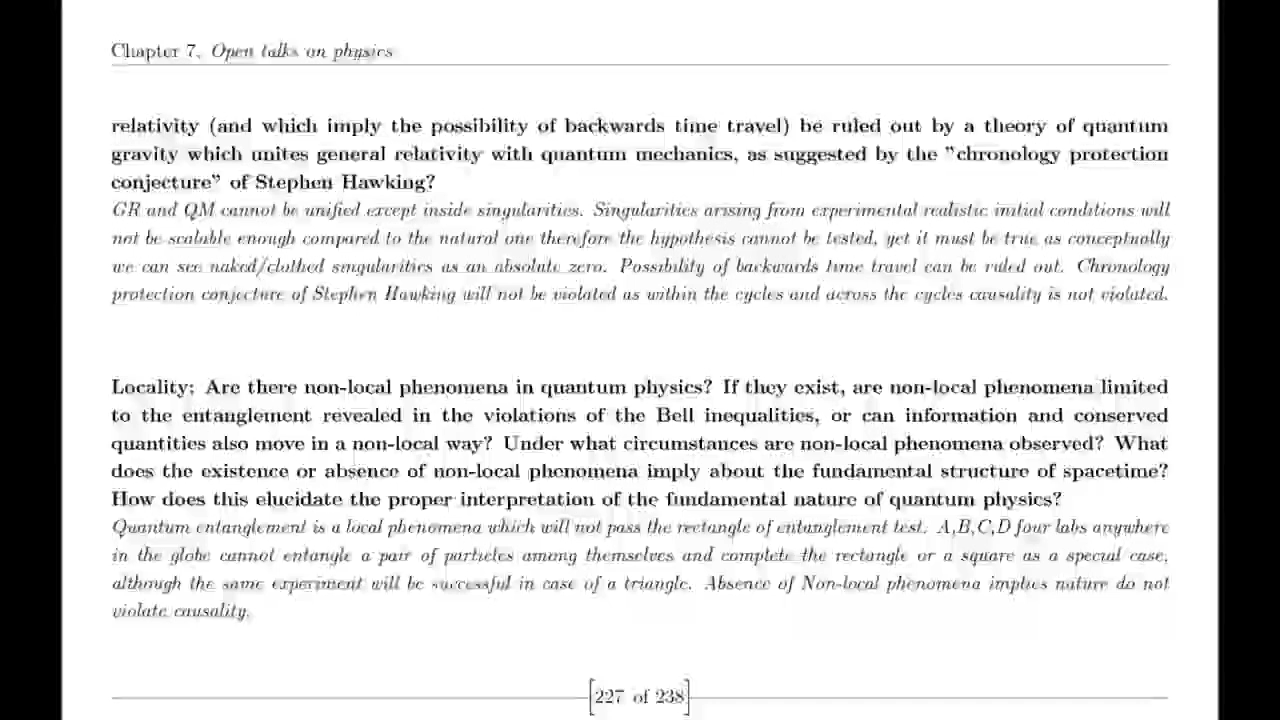 Chapter 7. Open talks on physics
relativity (and which imply the possibility of backwards time travel) be ruled out by a theory of quantum
gravity which unites general relativity with quantum mechanics, as suggested by the "chronology protection
conjecture" of Stephen Hawking?
GR and QM cannot be unified except inside singularities. Singularities arising from experimental realistic initial conditions will
not be scalable enough compared to the natural one therefore the hypothesis cannot be tested, yet it must be true as conceptually
we can see naked/clothed singularities as an absolute zero. Possibility of backwards time travel can be ruled out. Chronology
protection conjecture of Stephen Hawking will not be violated as within the cycles and across the cycles causality is not violated.
Locality: Are there non-local phenomena in quantum physics? If they exist, are non-local phenomena limited
to the entanglement revealed in the violations of the Bell inequalities, or can information and conserved
quantities also move in a non-local way? Under what circumstances are non-local phenomena observed? What
does the existence or absence of non-local phenomena imply about the fundamental structure of spacetime?
How does this elucidate the proper interpretation of the fundamental nature of quantum physics?
Quantum entanglement is a local phenomena which will not pass the rectangle of entanglement test. A,B,C,D four labs anywhere
in the globe cannot entangle a pair of particles among themselves and complete the rectangle or a square as a special case,
although the same experiment will be successful in case of a triangle. Absence of Non-local phenomena implies nature do not
violate causality.
[227 of 238]